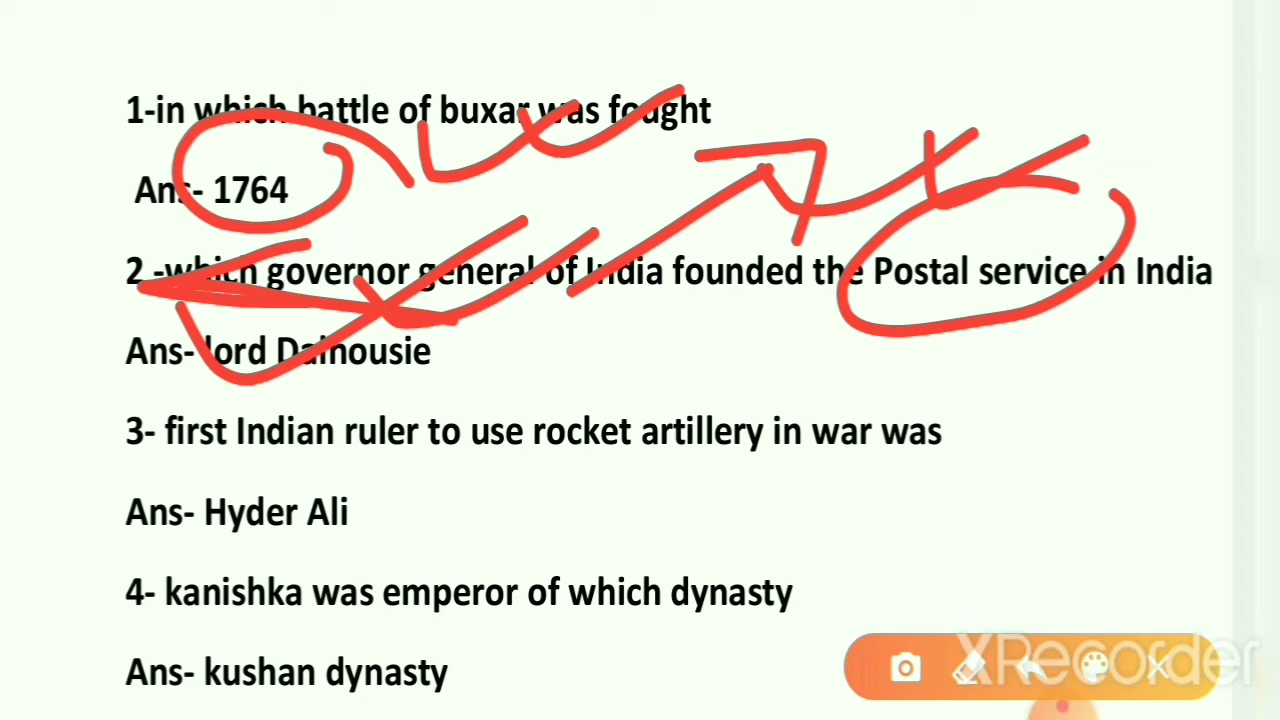 1-in which battle of buxar was fought
Ans- 1764
2 -which governor general of India founded the Postal service in India
Ans- lord Dalhousie
3- first Indian ruler to use rocket artillery in war was
Ans- Hyder Ali
4- kanishka was emperor of which dynasty
Ans- kushan dynasty
XRecorder